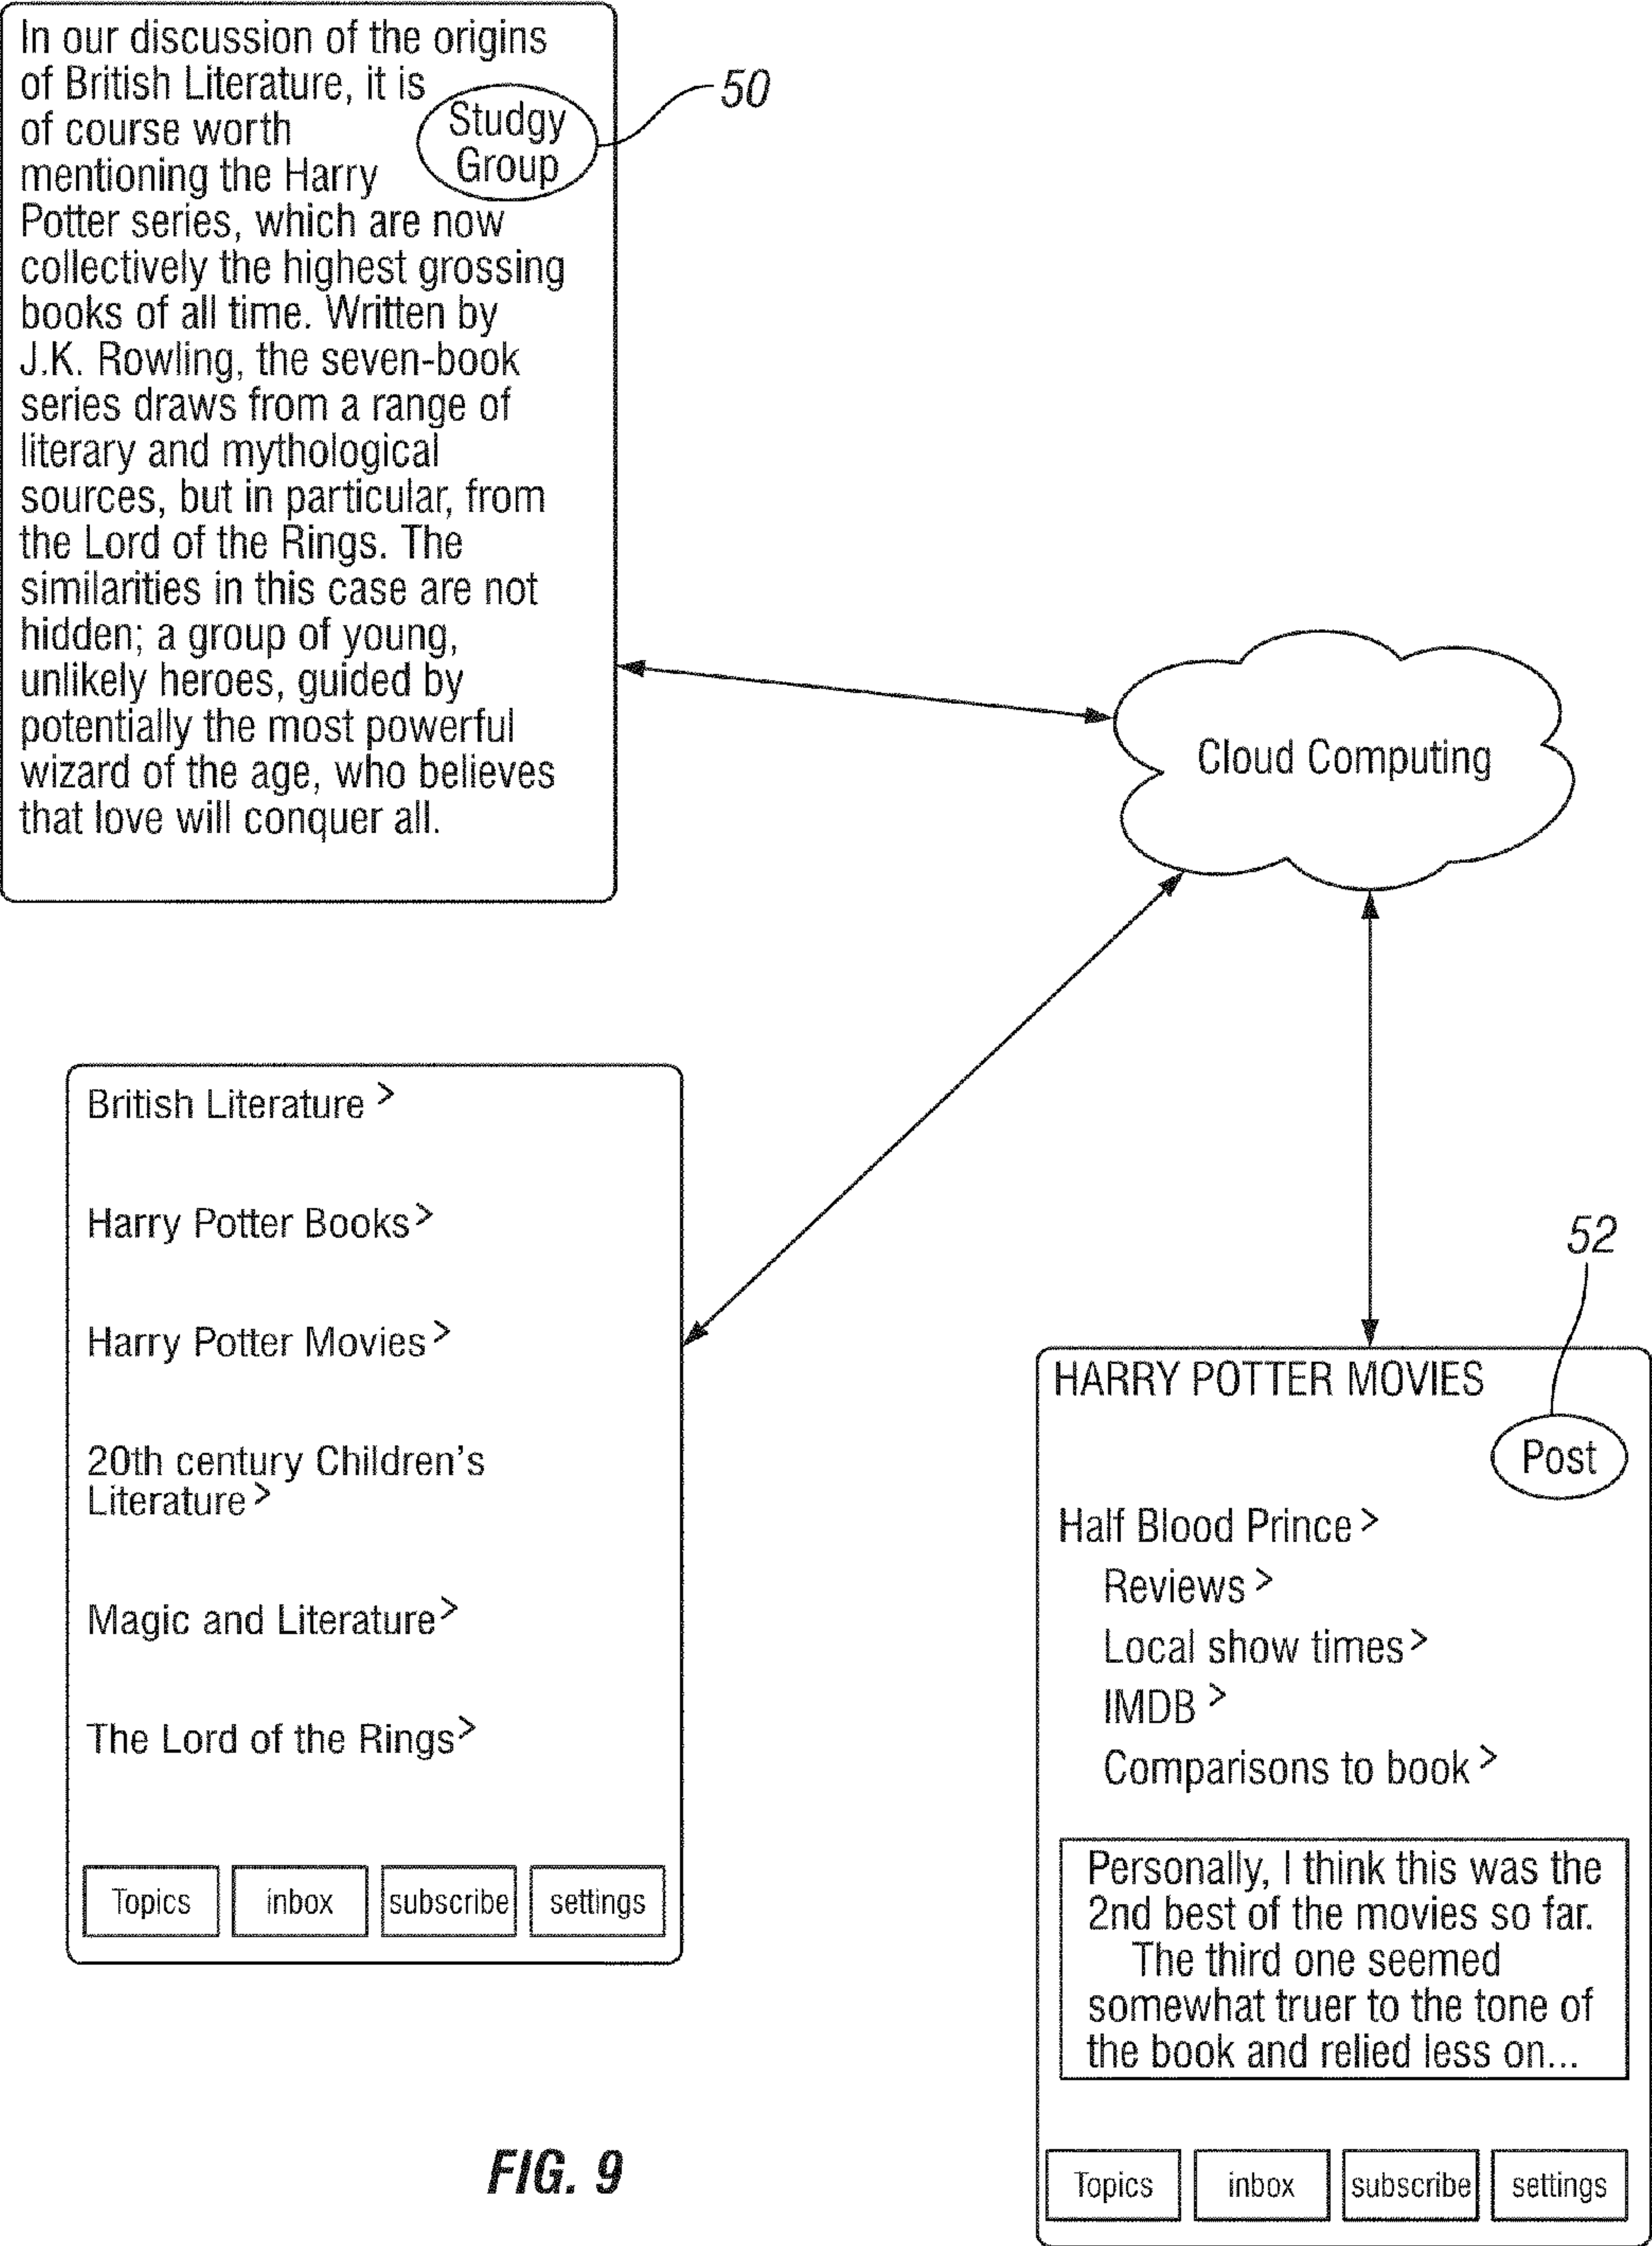 In our discussion of the origins
of British Literature, it is
of course worth
mentioning the Harry
Potter series, which are now
collectively the highest grossing
books of all time. Written by
J.K. Rowling, the seven-book
series draws from a range of
literary and mythological
sources, but in particular, from
the Lord of the Rings. The
similarities in this case are not
hidden; a group of young,
unlikely heroes, guided by
potentially the most powerful
wizard of the age, who believes
that love will conquer all.
Studgy
Group
50
Cloud Computing
British Literature >
Harry Potter Books >
Harry Potter Movies >
20th century Children's
Literature >
Magic and Literature >
The Lord of the Rings >
Topics inbox subscribe settings
52
HARRY POTTER MOVIES
Post
Half Blood Prince >
Reviews >
Local show times >
IMDB >
Comparisons to book >
Personally, I think this was the
2nd best of the movies so far.
The third one seemed
somewhat truer to the tone of
the book and relied less on...
Topics inbox subscribe settings
FIG. 9